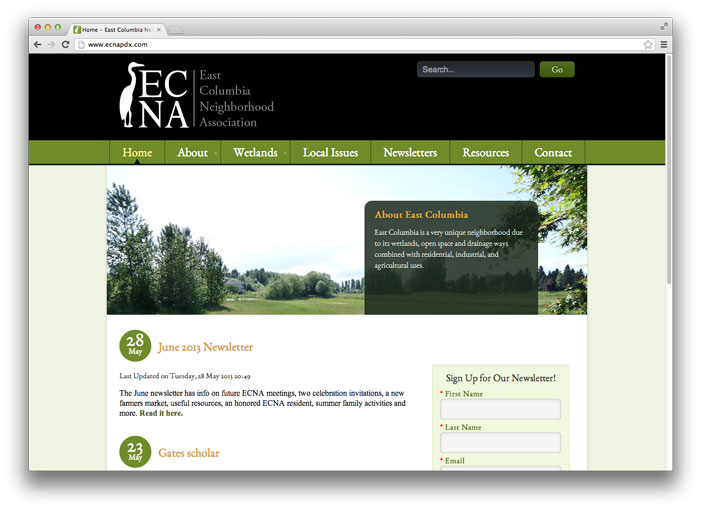 Home - East Columbia Ne
www.ecnapdx.com
EC
NA
East
Columbia
Neighborhood
Association
Search...
Go
Home
About
Wetlands
Local Issues
Newsletters
Resources
Contact
About East Columbia
East Columbia is a very unique neighborhood due
to its wetlands, open space and drainage ways
combined with residential, industrial, and
agricultural uses.
28
May
June 2013 Newsletter
Last Updated on Tuesday, 28 May 2013 20:49
The June newsletter has info on future ECNA meetings, two celebration invitations, a new
farmers market, useful resources, an honored ECNA resident, summer family activities and
more. Read it here.
Sign Up for Our Newsletter!
* First Name
* Last Name
* Email
23
May
Gates scholar